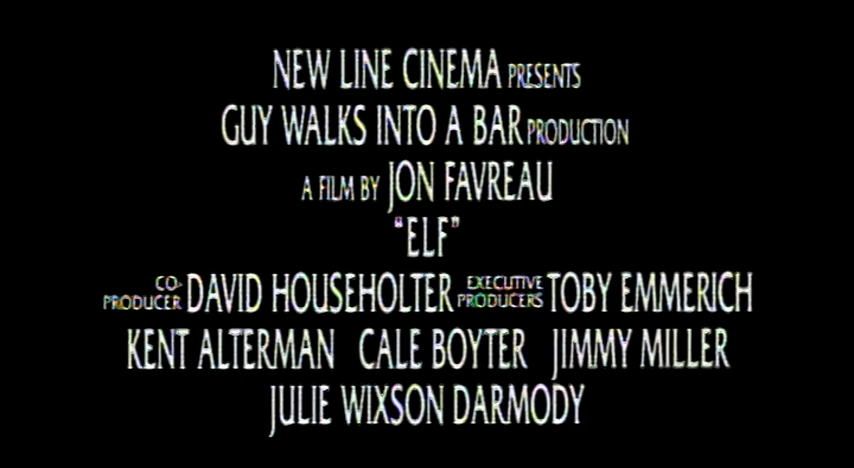 NEW LINE CINEMA PRESENTS
GUY WALKS INTO A BAR PRODUCTION
A FILM BY JON FAVREAU
"ELF"
CO-PRODUCER DAVID HOUSEHOLTER EXECUTIVE PRODUCERS TOBY EMMERICH
KENT ALTERMAN CALE BOYTER JIMMY MILLER
JULIE WIXSON DARMODY